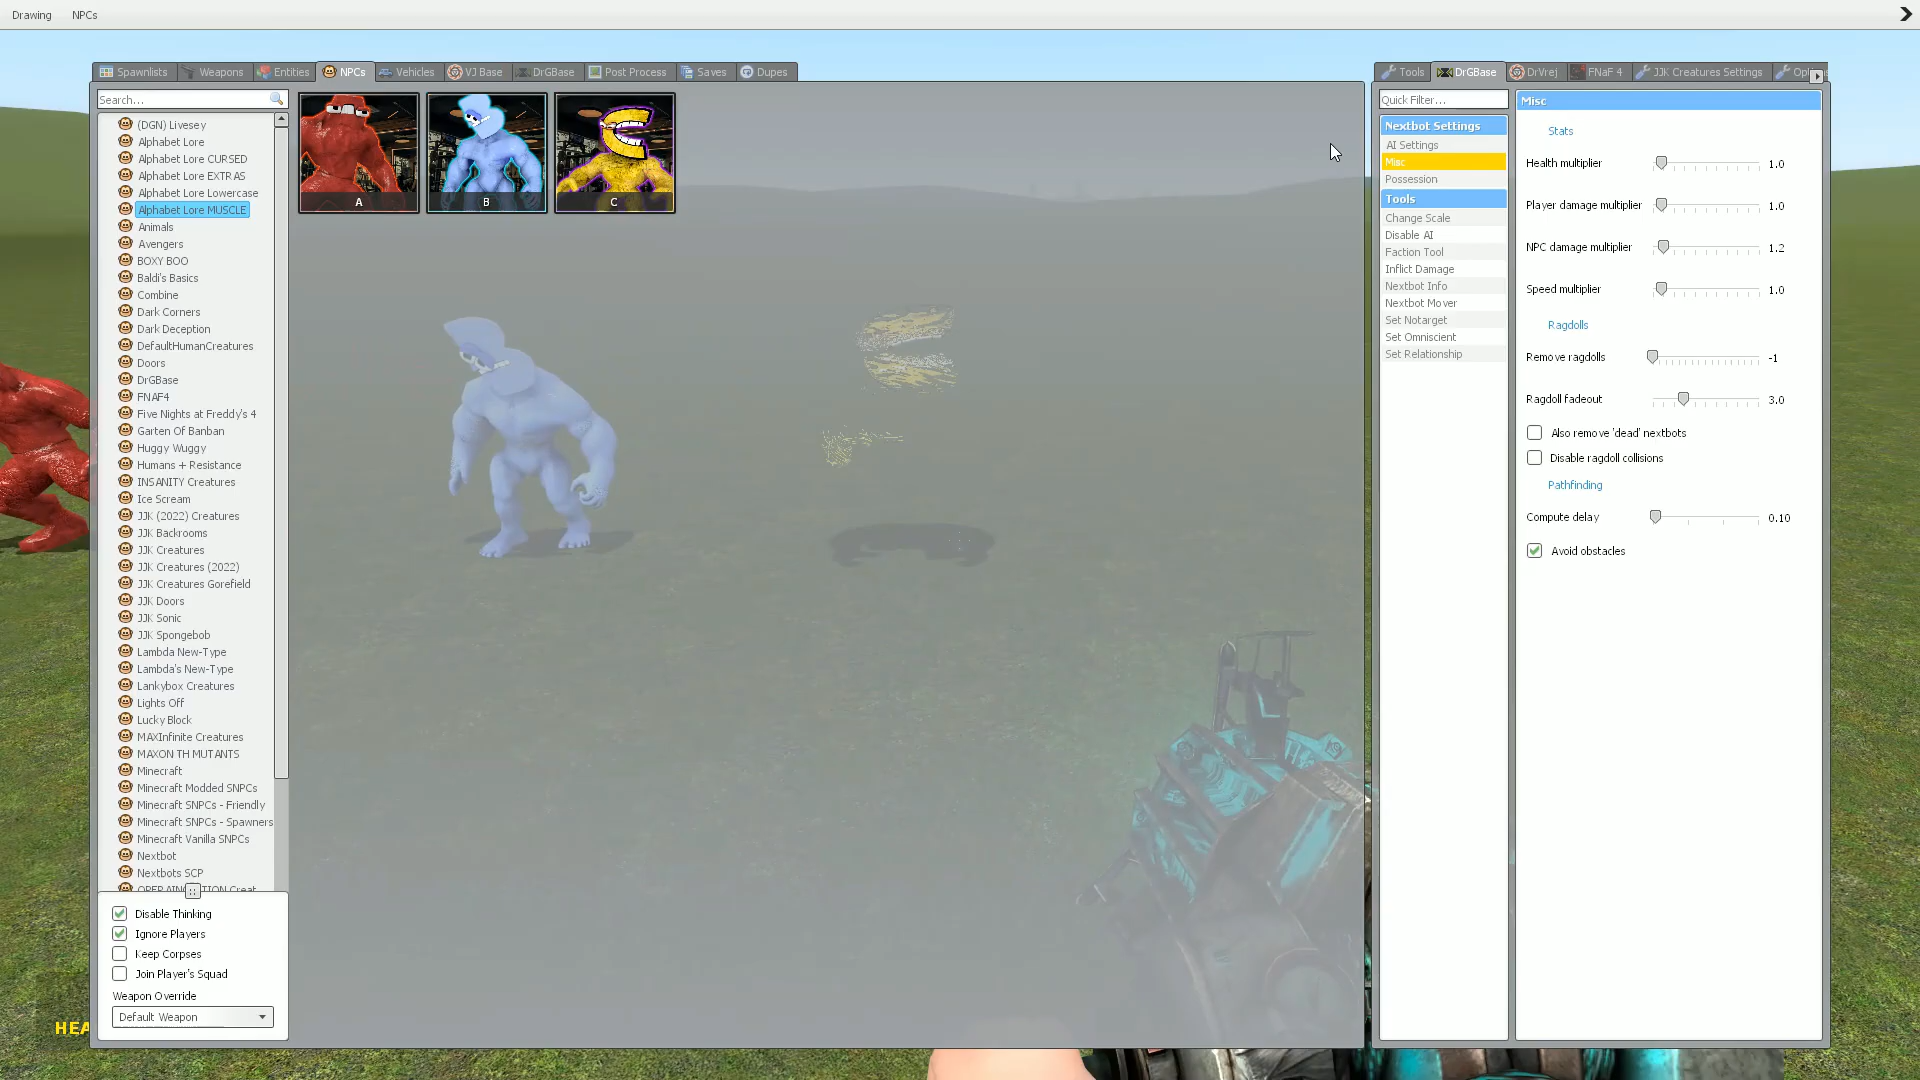 Drawing NPCs
Spawnlists Weapons Entities NPCs Vehicles VJ Base DrGBase Post Process Saves Dupes
Search...
(DGN) Livesey
Alphabet Lore
Alphabet Lore CURSED
Alphabet Lore EXTRAS
Alphabet Lore Lowercase
Alphabet Lore MUSCLE
Animals
Avengers
BOXY BOO
Baldi's Basics
Combine
Dark Corners
Dark Deception
DefaultHumanCreatures
Doors
DrGBase
FNAF4
Five Nights at Freddy's 4
Garten Of Banban
Huggy Wuggy
Humans + Resistance
INSANITY Creatures
Ice Scream
JJK (2022) Creatures
JJK Backrooms
JJK Creatures
JJK Creatures (2022)
JJK Creatures Gorefield
JJK Doors
JJK Sonic
JJK Spongebob
Lambda New-Type
Lambda's New-Type
Lankybox Creatures
Lights Off
Lucky Block
MAXInfinite Creatures
MAXON TH MUTANTS
Minecraft
Minecraft Modded SNPCs
Minecraft SNPCs - Friendly
Minecraft SNPCs - Spawners
Minecraft Vanilla SNPCs
Nextbot
Nextbots SCP
Disable Thinking
Ignore Players
Keep Corpses
Join Player's Squad
Weapon Override
Default Weapon
HEA
A B C
Tools DrGBase DrVrej FNaF 4 JJK Creatures Settings
Quick Filter...
Nextbot Settings
AI Settings
Misc
Possession
Tools
Change Scale
Disable AI
Faction Tool
Inflict Damage
Nextbot Info
Nextbot Mover
Set Notarget
Set Omniscient
Set Relationship
Misc
Stats
Health multiplier 1.0
Player damage multiplier 1.0
NPC damage multiplier 1.2
Speed multiplier 1.0
Ragdolls
Remove ragdolls -1
Ragdoll fadeout 3.0
Also remove 'dead' nextbots
Disable ragdoll collisions
Pathfinding
Compute delay 0.10
Avoid obstacles